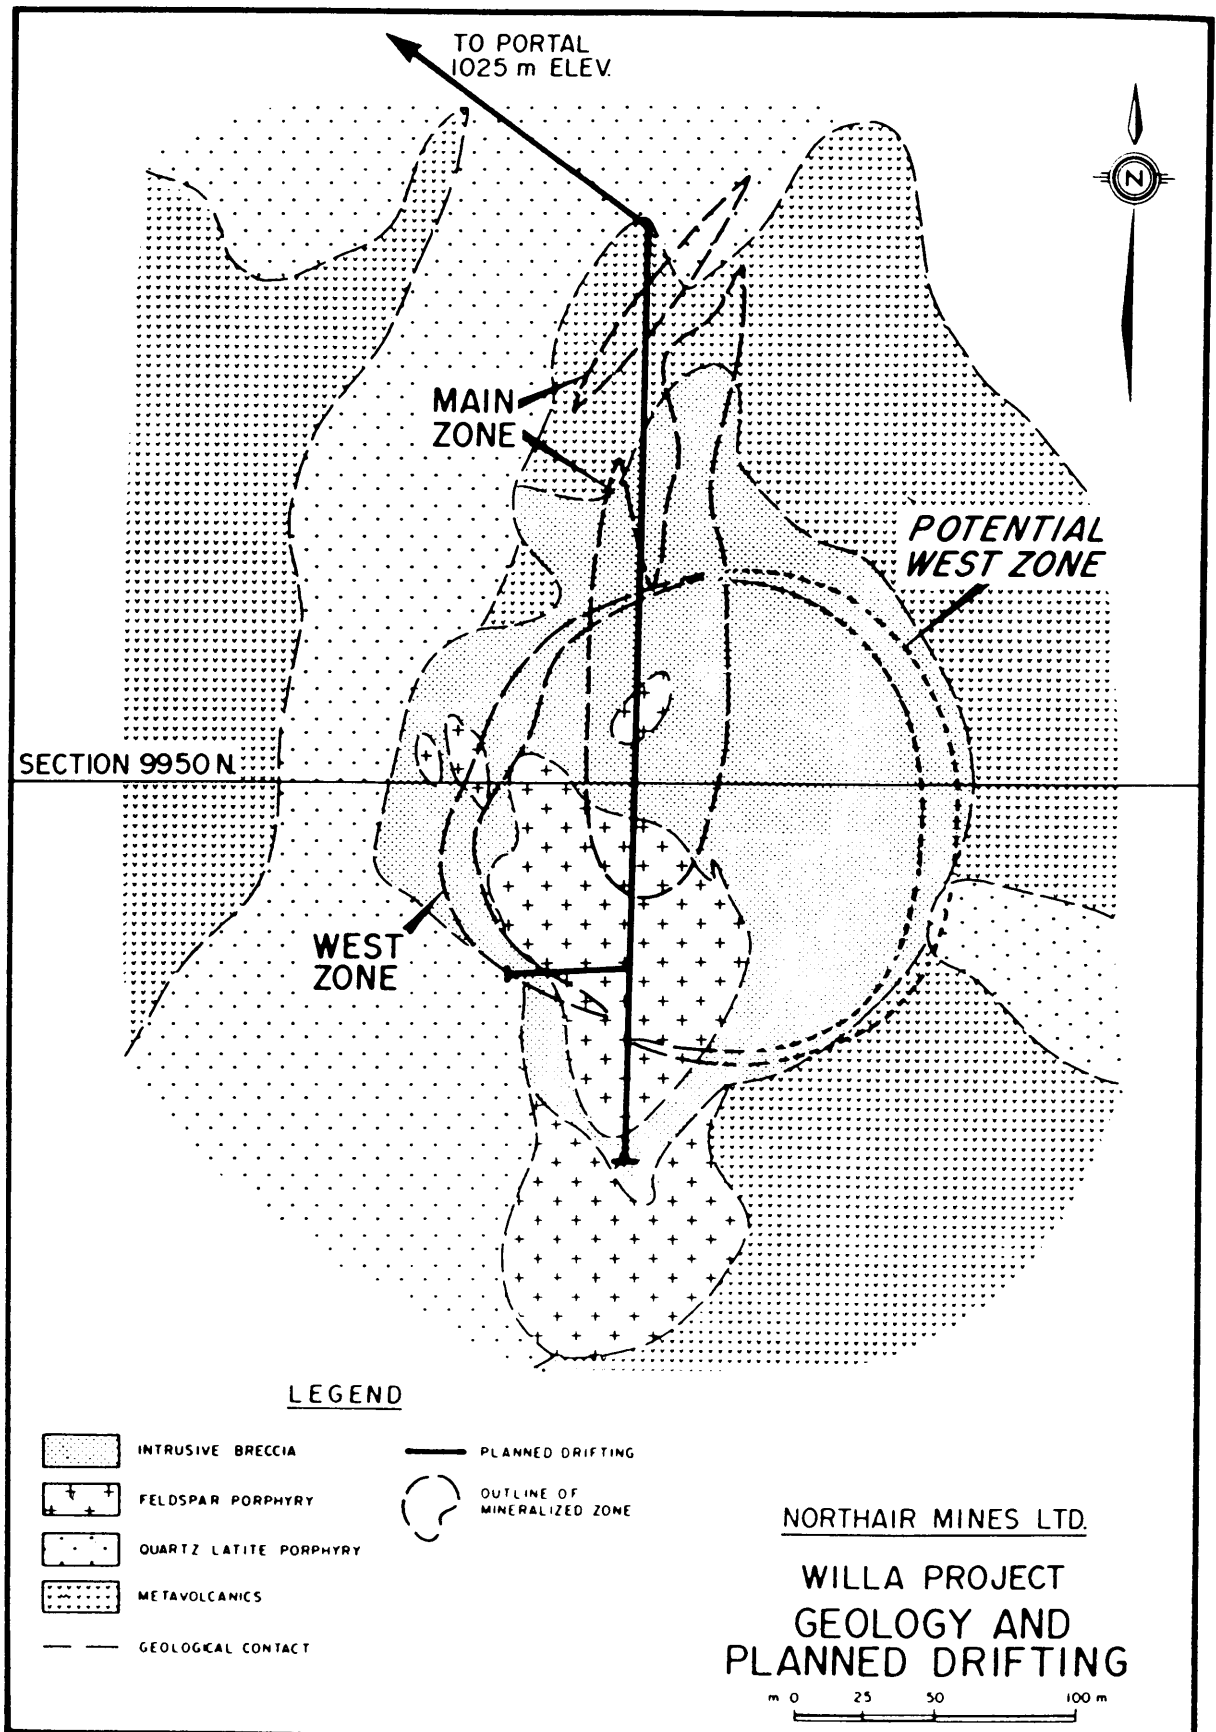 TO PORTAL
1025 m ELEV.
N
MAIN
ZONE
POTENTIAL
WEST ZONE
SECTION 9950 N.
WEST
ZONE
LEGEND
INTRUSIVE BRECCIA
FELDSPAR PORPHYRY
QUARTZ LATITE PORPHYRY
METAVOLCANICS
GEOLOGICAL CONTACT
PLANNED DRIFTING
OUTLINE OF
MINERALIZED ZONE
NORTHAIR MINES LTD.
WILLA PROJECT
GEOLOGY AND
PLANNED DRIFTING
m 0 25 50 100 m